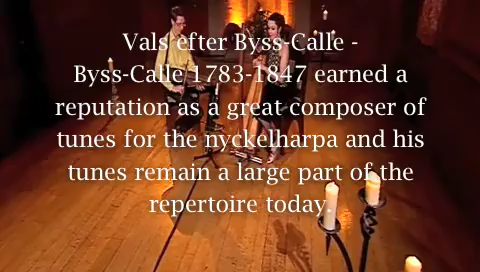 Vals efter Byss-Calle -
Byss-Calle 1783-1847 earned a
reputation as a great composer of
tunes for the nyckelharpa and his
tunes remain a large part of the
repertoire today.